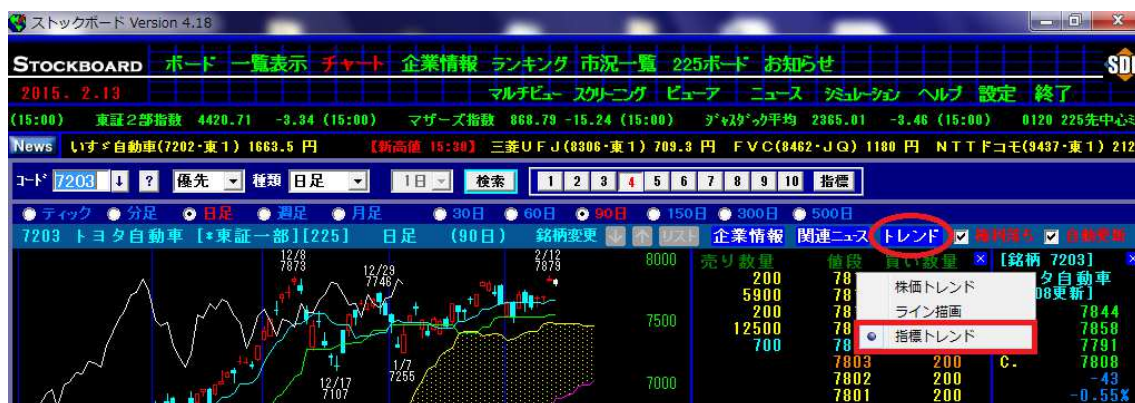 ストックボード Version 4.18
STOCKBOARD ボード 一覧表示 チャート 企業情報 ランキング 市況一覧 225ボード お知らせ
2015. 2.13 マルチビュー スクリーニング ビューア ニュース シミュレーション ヘルプ 設定 終了
(15:00) 東証2部指数 4420.71 -3.34 (15:00) マザーズ指数 868.79 -15.24 (15:00) ジャスダック平均 2365.01 -3.46 (15:00) 0120 225先中心
News いすゞ自動車(7202・東1) 1663.5 円 【新高値 15:30】 三菱UFJ(8306・東1) 709.3 円 FVC(8462・JQ) 1180 円 NTTドコモ(9437・東1) 212
コード 7203 ↓ ? 優先 種類 日足 1日 検索 1 2 3 4 5 6 7 8 9 10 指標
ティック 分足 日足 週足 月足 30日 60日 90日 150日 300日 500日
7203 トヨタ自動車 [*東証一部][225] 日足 (90日) 銘柄変更 ↓ ↑ リスト 企業情報 関連ニュース トレンド 権利落ち 自動更新
12/8
7873
12/29
7746
2/12
7879
1/7
7255
12/17
7107
8000
7500
7000
売り数量 値段 買い数量
200 78
5900 78
200 78
12500 78
700 78
7803 200
7802 200
7801 200
株価トレンド
ライン描画
指標トレンド
[銘柄 7203]
タ自動車
08更新]
7844
7858
7791
C. 7808
-43
-0.55%